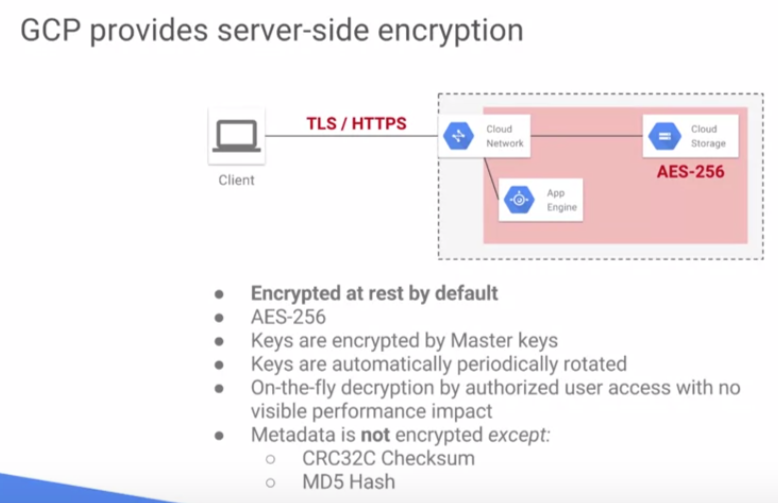 GCP provides server-side encryption
TLS / HTTPS
Client
Cloud
Network
Cloud
Storage
AES-256
App
Engine
● Encrypted at rest by default
● AES-256
● Keys are encrypted by Master keys
● Keys are automatically periodically rotated
● On-the-fly decryption by authorized user access with no
visible performance impact
● Metadata is not encrypted except:
○ CRC32C Checksum
○ MD5 Hash